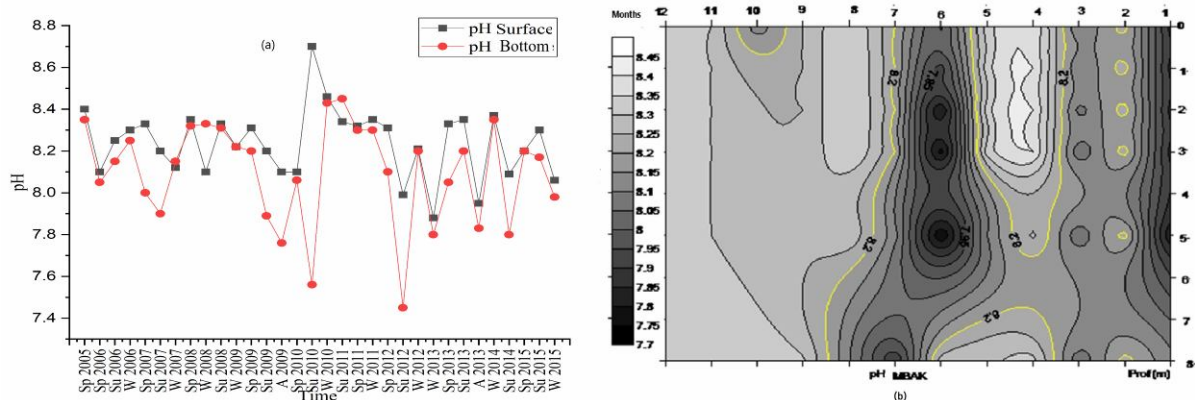 (a)
pH Surface
pH Bottom
8.8
8.6
8.4
8.2
8.0
7.8
7.6
7.4
pH
Sp 2005
Sp 2006
Su 2006
W 2006
Sp 2007
Su 2007
W 2007
Sp 2008
W 2008
Su 2008
W 2009
Sp 2009
Su 2009
A 2009
Sp 2010
Su 2010
W 2010
Su 2011
Sp 2011
W 2011
Sp 2012
Su 2012
W 2012
W 2013
Sp 2013
Su 2013
A 2013
W 2014
Su 2014
Sp 2015
Su 2015
W 2015
Time
Months
12 11 10 9 8 7 6 5 4 3 2 1
8.45
8.4
8.35
8.3
8.25
8.2
8.15
8.1
8.05
8
7.95
7.9
7.85
7.8
7.75
7.7
0
1
2
3
4
5
6
7
8
8.2
7.85
8.2
8.2
7.95
8.2
8.2
pH MBAK Prof (m)
(b)